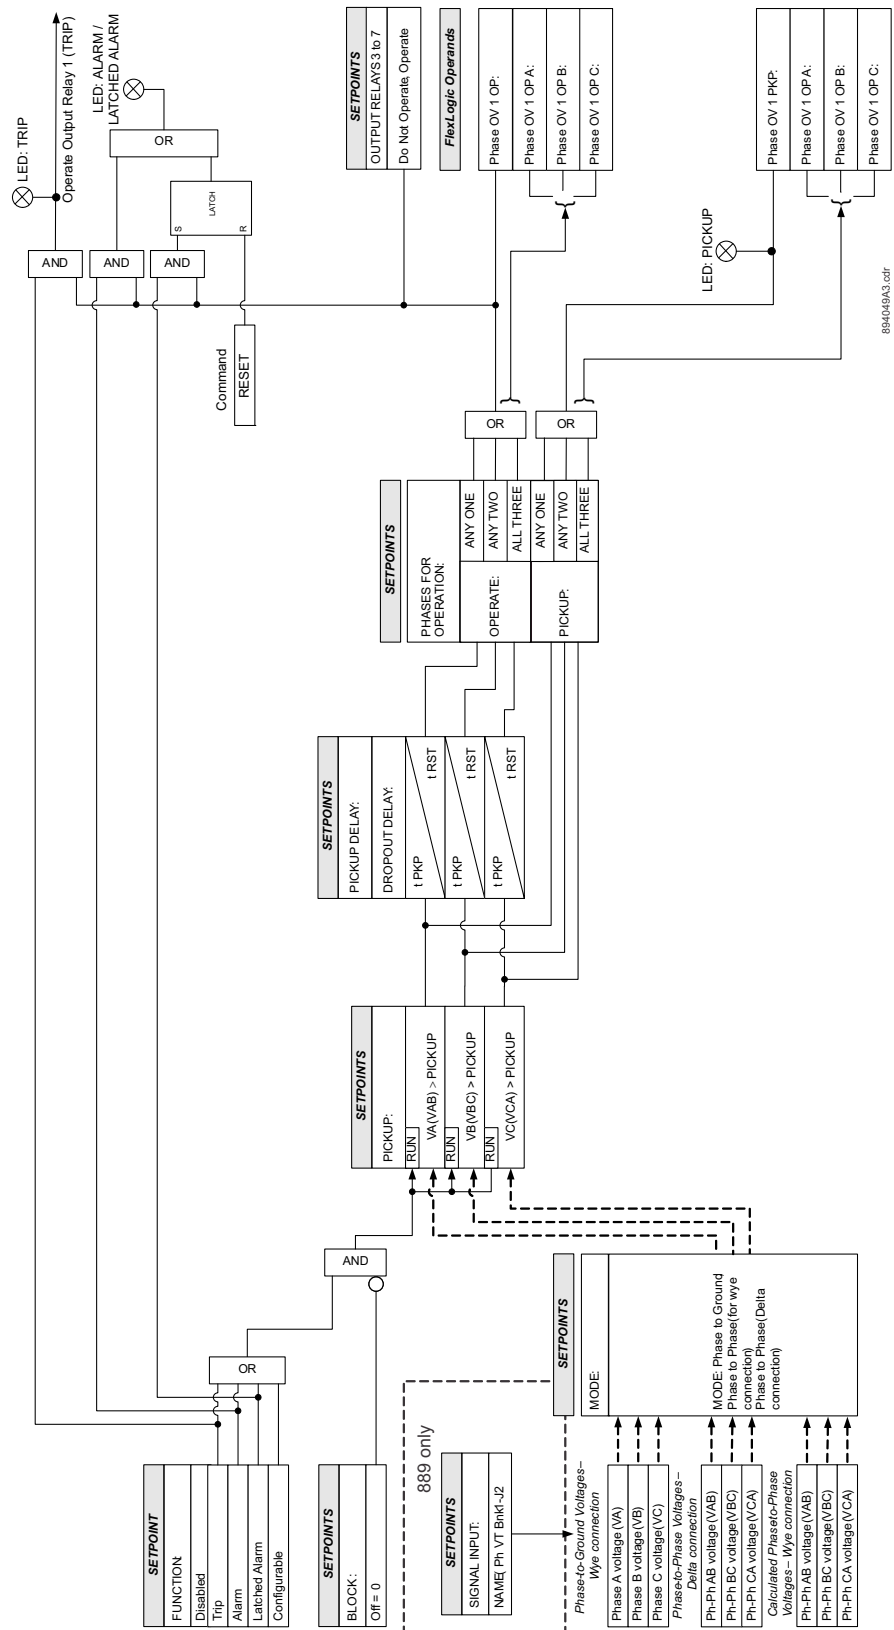 SETPOINT
FUNCTION:
Disabled
Trip
Alarm
Latched Alarm
Configurable
SETPOINTS
BLOCK:
Off = 0
889 only
SETPOINTS
SIGNAL INPUT:
NAME[ Ph VT Bnk1-J2
Phase-to-Ground Voltages–
Wye connection
Phase A voltage (VA)
Phase B voltage (VB)
Phase C voltage(VC)
Phase-to-Phase Voltages –
Delta connection
Ph-Ph AB voltage(VAB)
Ph-Ph BC voltage(VBC)
Ph-Ph CA voltage(VCA)
Calculated Phaseto-Phase
Voltages – Wye connection
Ph-Ph AB voltage(VAB)
Ph-Ph BC voltage(VBC)
Ph-Ph CA voltage(VCA)
OR
AND
SETPOINTS
MODE:
MODE: Phase to Ground
Phase to Phase(for wye
connection)
Phase to Phase(Delta
connection)
SETPOINTS
PICKUP:
RUN
VA(VAB) > PICKUP
RUN
VB(VBC) > PICKUP
RUN
VC(VCA) > PICKUP
SETPOINTS
PICKUP DELAY:
DROPOUT DELAY:
t PKP
t RST
t PKP
t RST
t PKP
t RST
SETPOINTS
PHASES FOR
OPERATION:
OPERATE:
ANY ONE
ANY TWO
ALL THREE
PICKUP:
ANY ONE
ANY TWO
ALL THREE
OR
OR
Command
RESET
AND
AND
AND
S
R
LATCH
OR
LED: TRIP
Operate Output Relay 1 (TRIP)
LED: ALARM /
LATCHED ALARM
SETPOINTS
OUTPUT RELAYS 3 to 7
Do Not Operate, Operate
FlexLogic Operands
Phase OV 1 OP:
Phase OV 1 OP A:
Phase OV 1 OP B:
Phase OV 1 OP C:
LED: PICKUP
Phase OV 1 PKP:
Phase OV 1 OP A:
Phase OV 1 OP B:
Phase OV 1 OP C:
894049A3.cdr